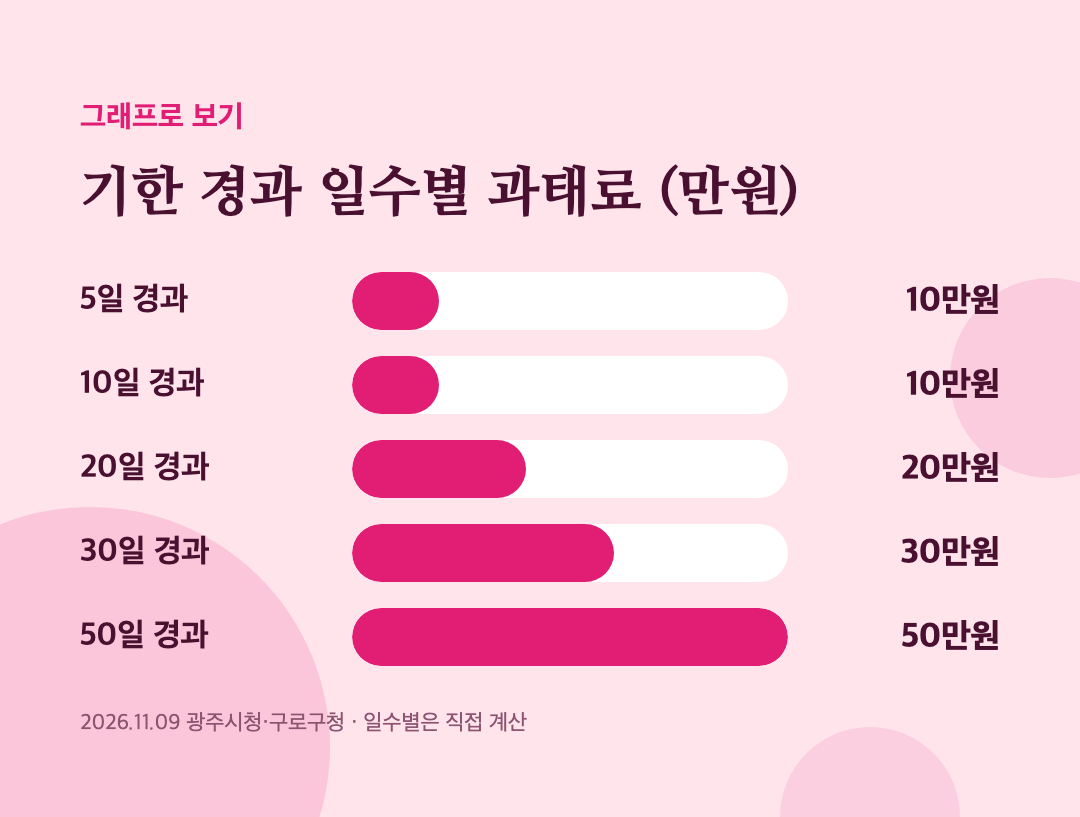 그래프로 보기
기한 경과 일수별 과태료 (만원)
5일 경과 10만원
10일 경과 10만원
20일 경과 20만원
30일 경과 30만원
50일 경과 50만원
2026.11.09 광주시청·구로구청 · 일수별은 직접 계산